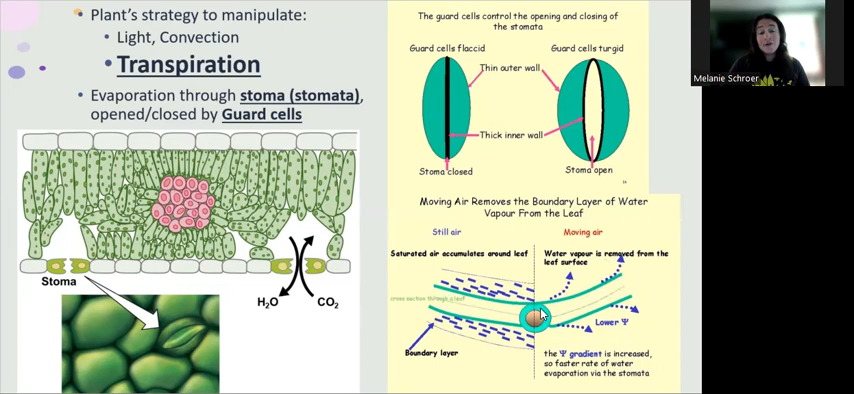 Plant's strategy to manipulate:
Light, Convection
Transpiration
Evaporation through stoma (stomata),
opened/closed by Guard cells
Stoma
H₂O
CO₂
The guard cells control the opening and closing of
the stomata
Guard cells flaccid
Guard cells turgid
Thin outer wall
Thick inner wall
Stoma closed
Stoma open
Moving Air Removes the Boundary Layer of Water
Vapour From the Leaf
Still air
Moving air
Saturated air accumulates around leaf
Water vapour is removed from the
leaf surface
cross section through a leaf
Lower Ψ
Boundary layer
the Ψ gradient is increased,
so faster rate of water
evaporation via the stomata
Melanie Schroer